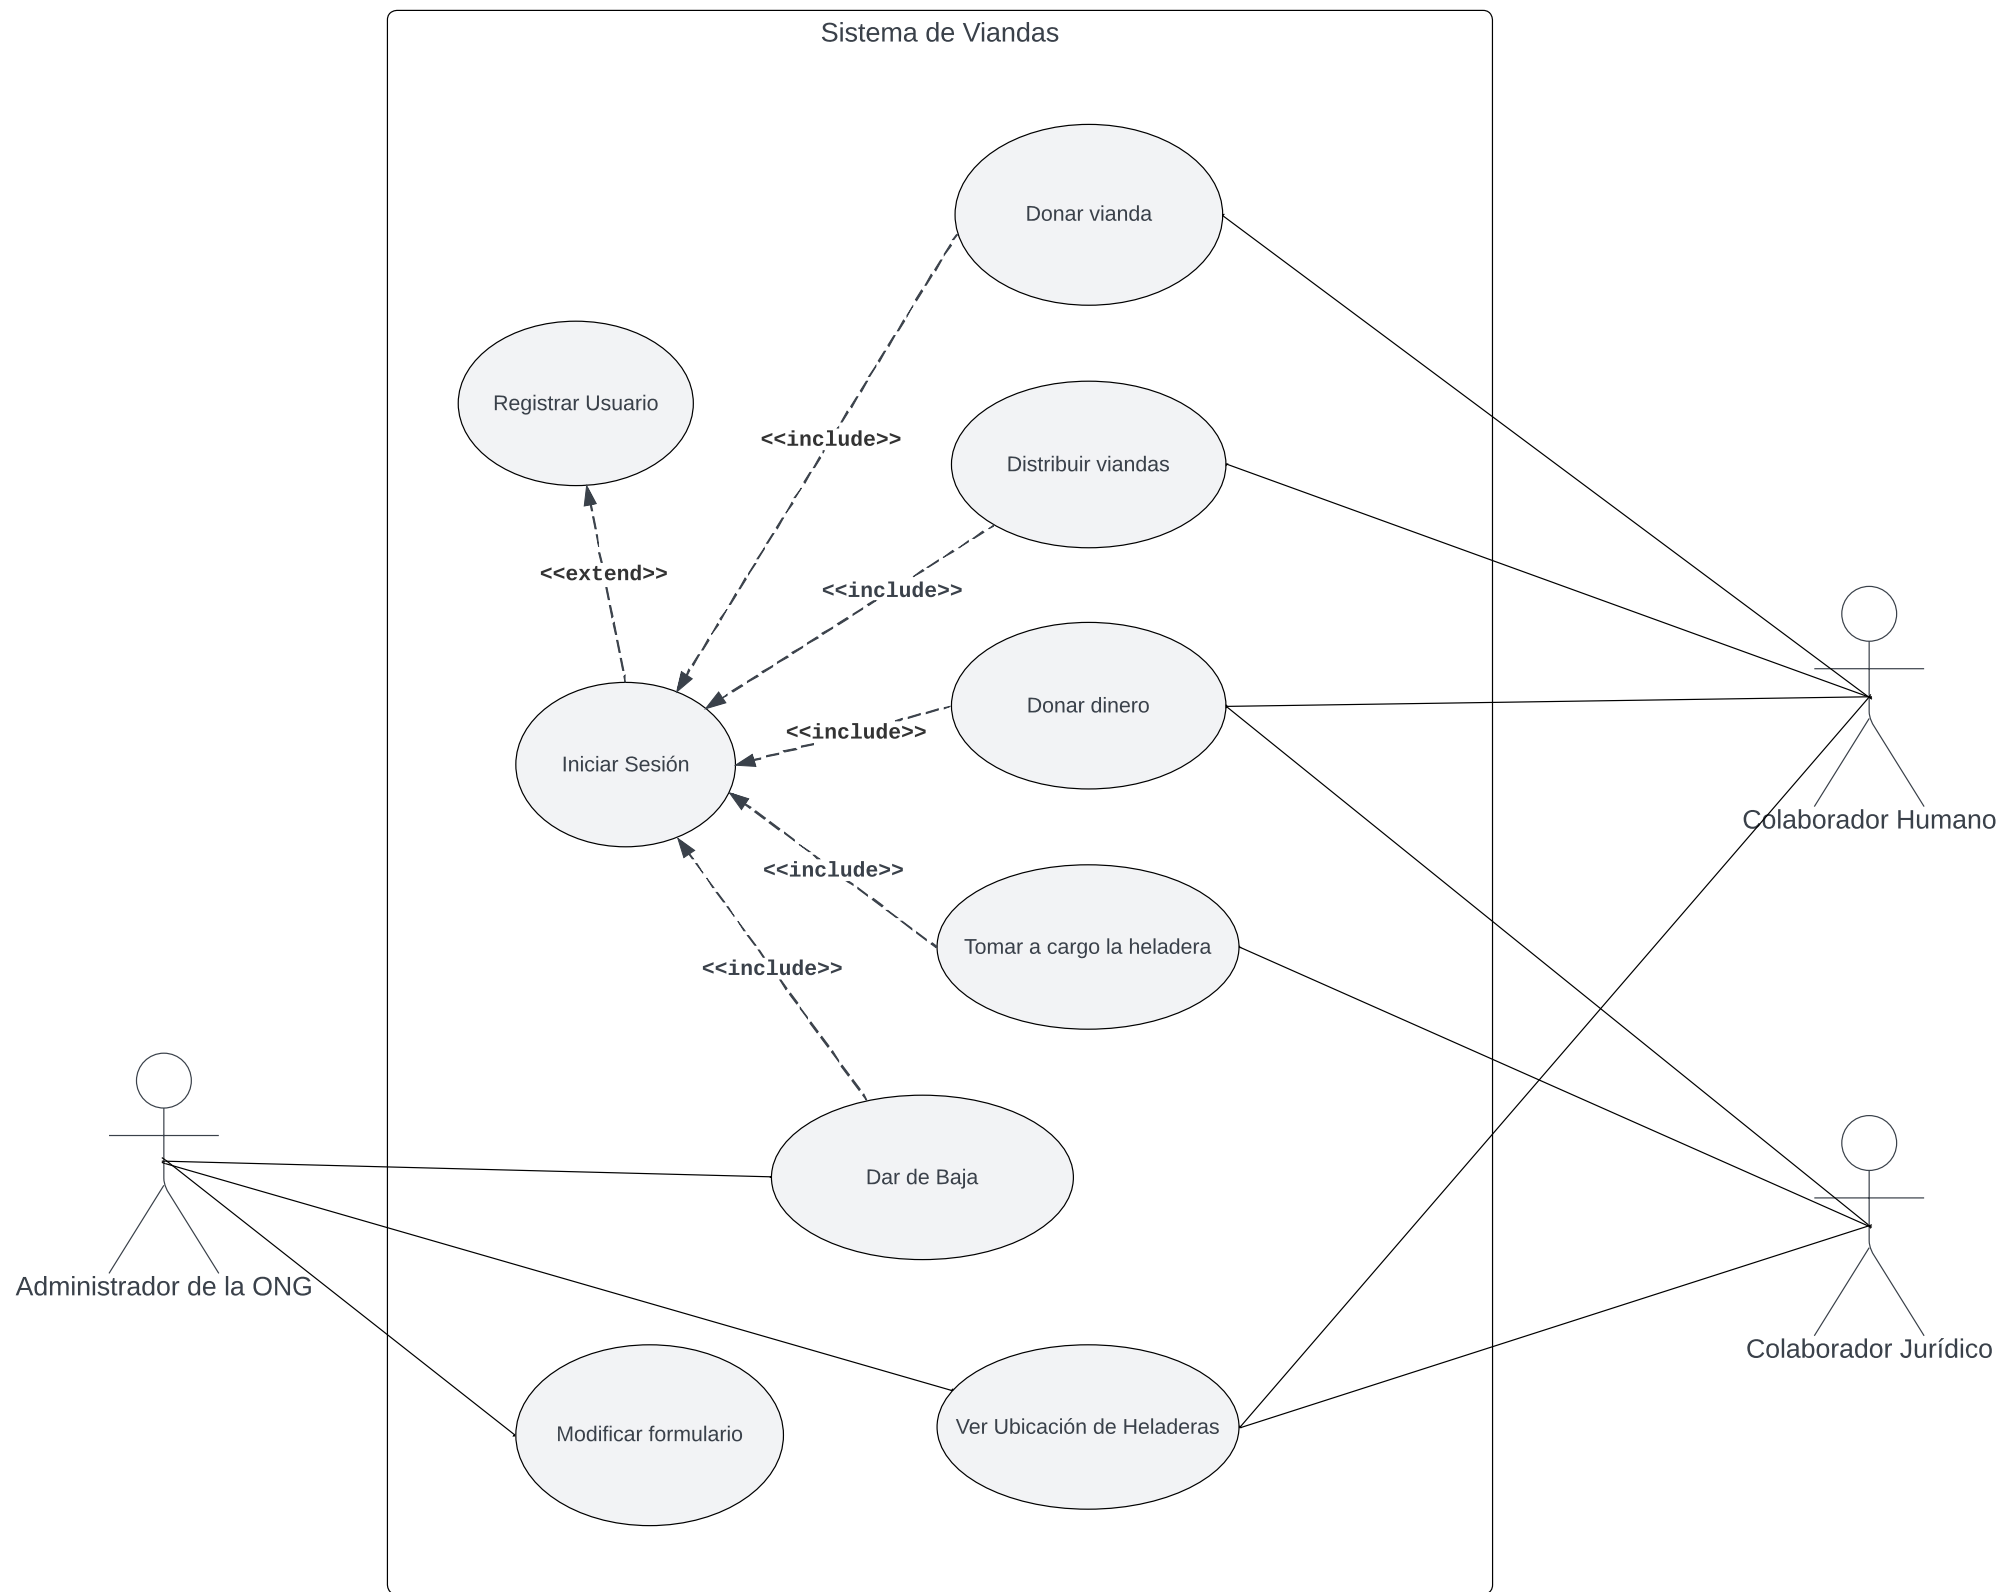 Sistema de Viandas
Donar vianda
Registrar Usuario
<<include>>
Distribuir viandas
<<extend>>
<<include>>
Donar dinero
<<include>>
Iniciar Sesión
Colaborador Humano
<<include>>
Tomar a cargo la heladera
<<include>>
Dar de Baja
Administrador de la ONG
Colaborador Jurídico
Ver Ubicación de Heladeras
Modificar formulario